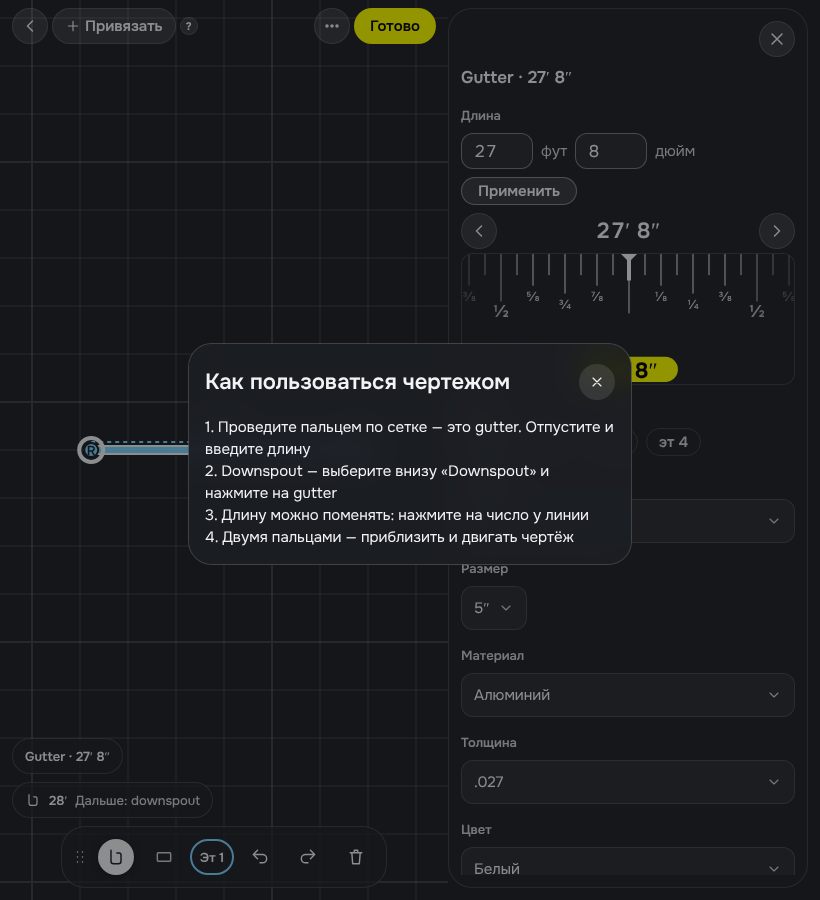 + Привязать
?
Готово
Gutter · 27′ 8″
Длина
27 фут 8 дюйм
Применить
27′ 8″
⅜ ½ ⅝ ¾ ⅞ ⅛ ¼ ⅜ ½ ⅝
8″
Как пользоваться чертежом
1. Проведите пальцем по сетке — это gutter. Отпустите и
введите длину
2. Downspout — выберите внизу «Downspout» и
нажмите на gutter
3. Длину можно поменять: нажмите на число у линии
4. Двумя пальцами — приблизить и двигать чертёж
R
эт 4
Размер
5″
Материал
Алюминий
Толщина
.027
Цвет
Белый
Gutter · 27′ 8″
28′ Дальше: downspout
Эт 1